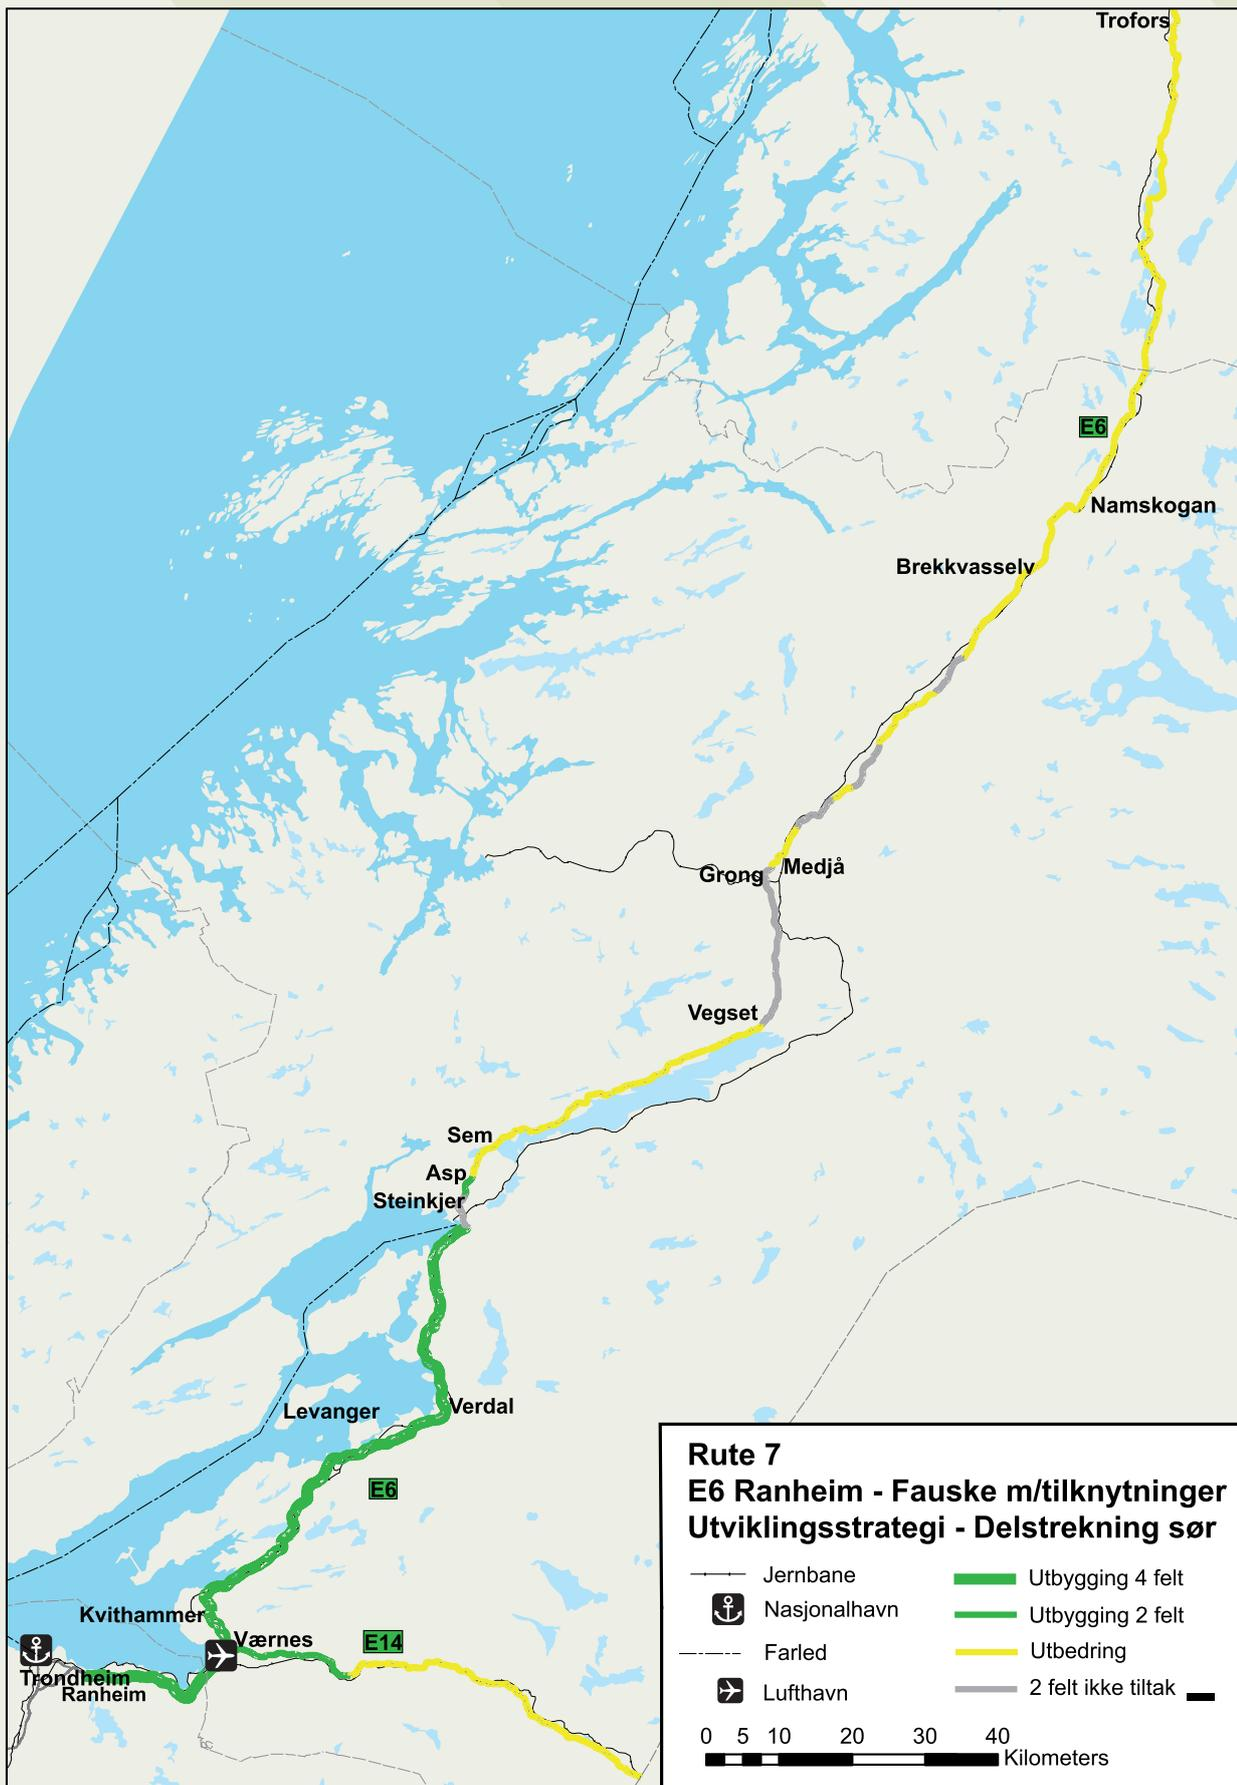 Trofors
E6
Namskogan
Brekkvasselv
Medjå
Grong
Vegset
Sem
Asp
Steinkjer
Verdal
Levanger
E6
Kvithammer
Værnes
E14
Trondheim
Ranheim
Rute 7
E6 Ranheim - Fauske m/tilknytninger
Utviklingsstrategi - Delstrekning sør
Jernbane
Nasjonalhavn
Farled
Lufthavn
Utbygging 4 felt
Utbygging 2 felt
Utbedring
2 felt ikke tiltak
0 5 10 20 30 40
Kilometers